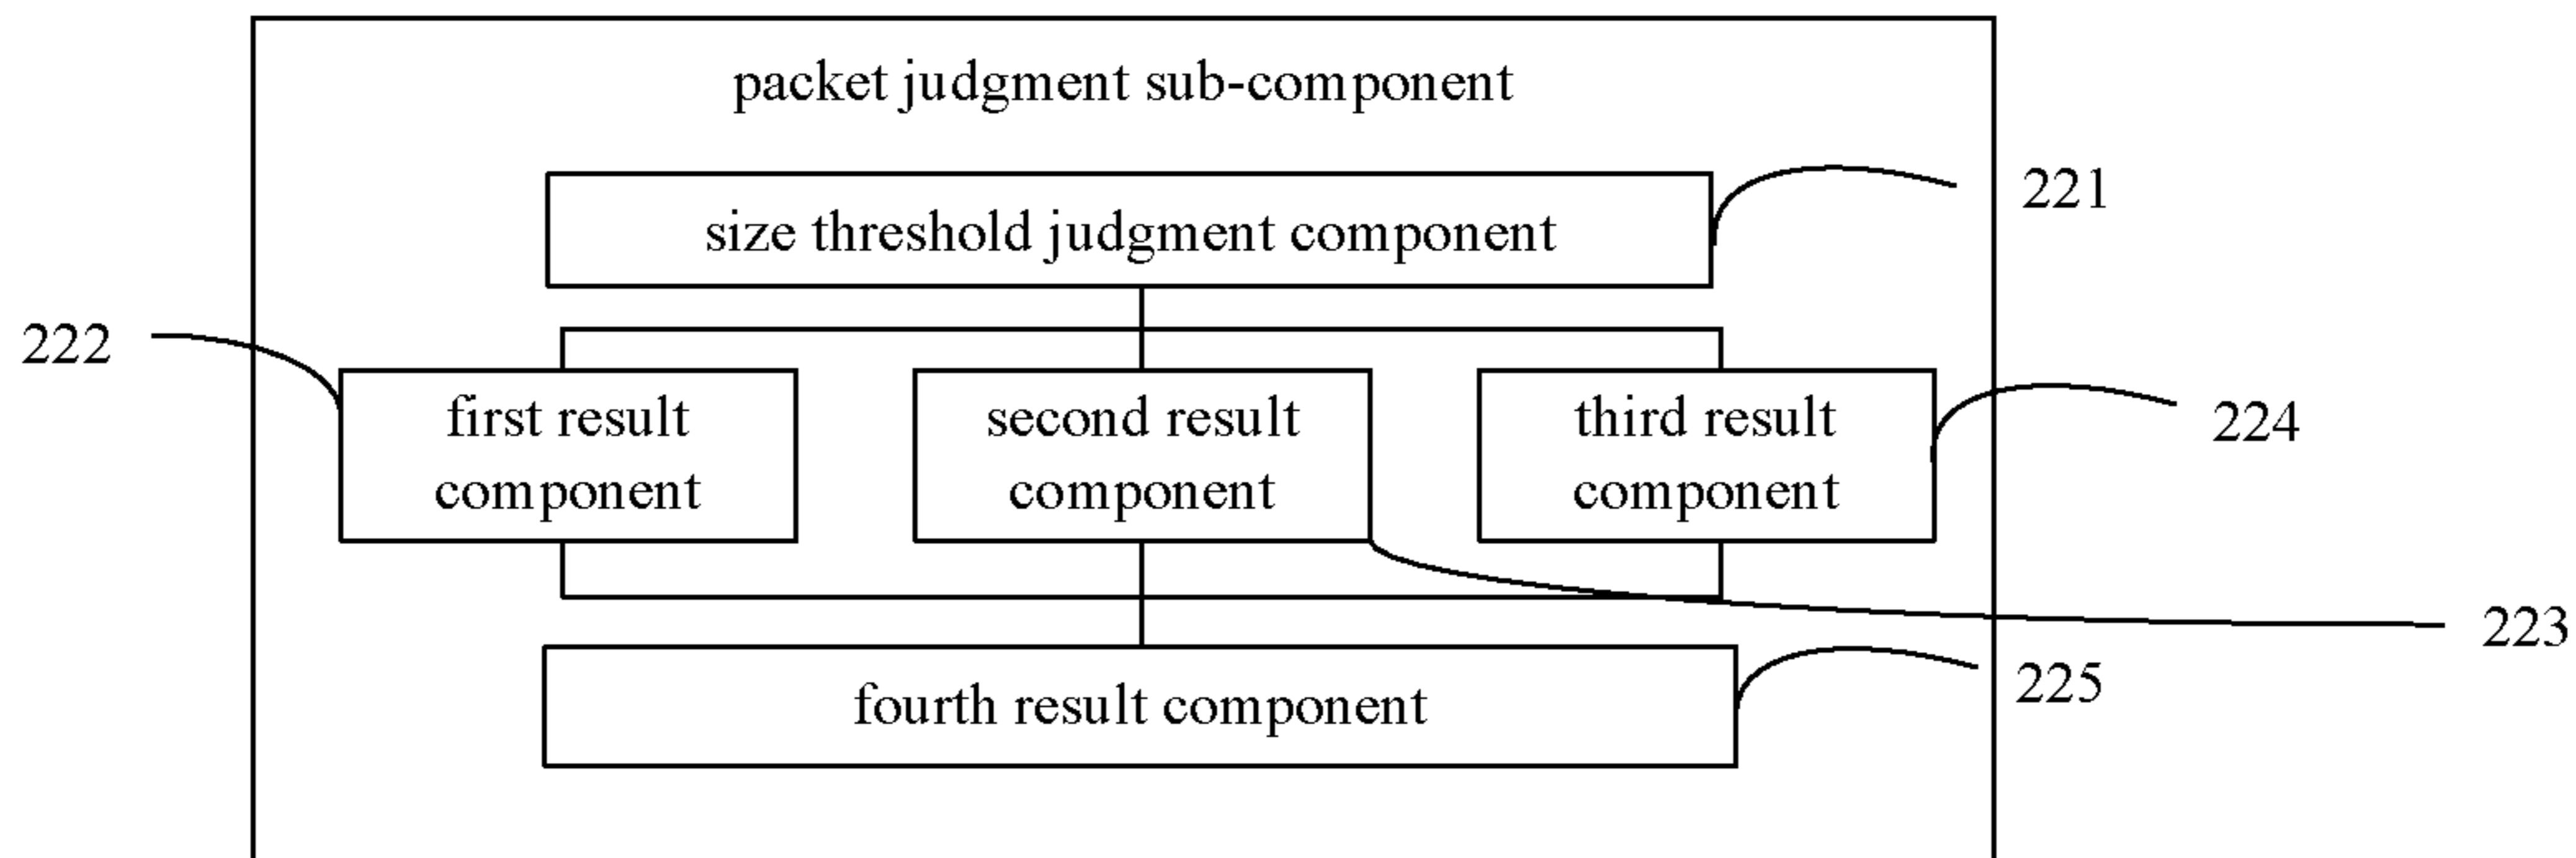 packet judgment sub-component
size threshold judgment component
221
222
first result
component
second result
component
third result
component
224
223
fourth result component
225